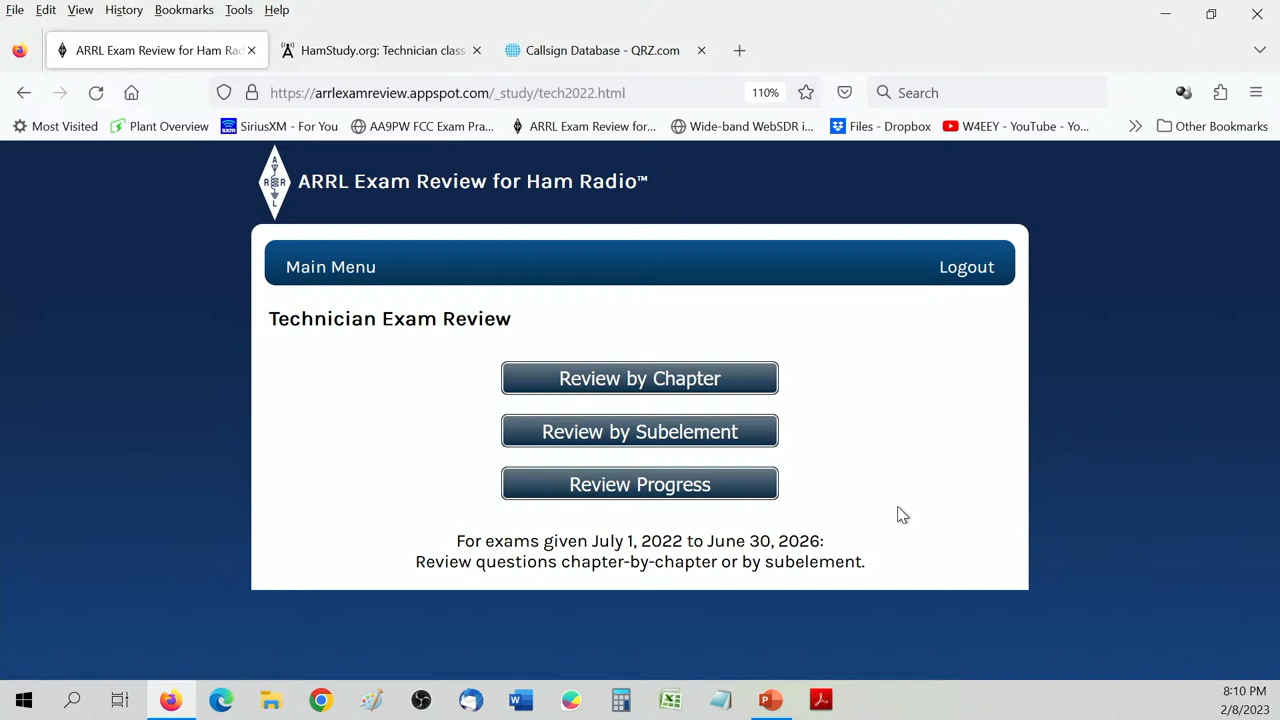 File Edit View History Bookmarks Tools Help
ARRL Exam Review for Ham Rad
HamStudy.org: Technician class
Callsign Database - QRZ.com
https://arrlexamreview.appspot.com/_study/tech2022.html
110%
Search
Most Visited
Plant Overview
SiriusXM - For You
AA9PW FCC Exam Pra...
ARRL Exam Review for...
Wide-band WebSDR i...
Files - Dropbox
W4EEY - YouTube - Yo...
Other Bookmarks
A
R R
L
ARRL Exam Review for Ham Radio™
Main Menu
Logout
Technician Exam Review
Review by Chapter
Review by Subelement
Review Progress
For exams given July 1, 2022 to June 30, 2026:
Review questions chapter-by-chapter or by subelement.
8:10 PM
2/8/2023